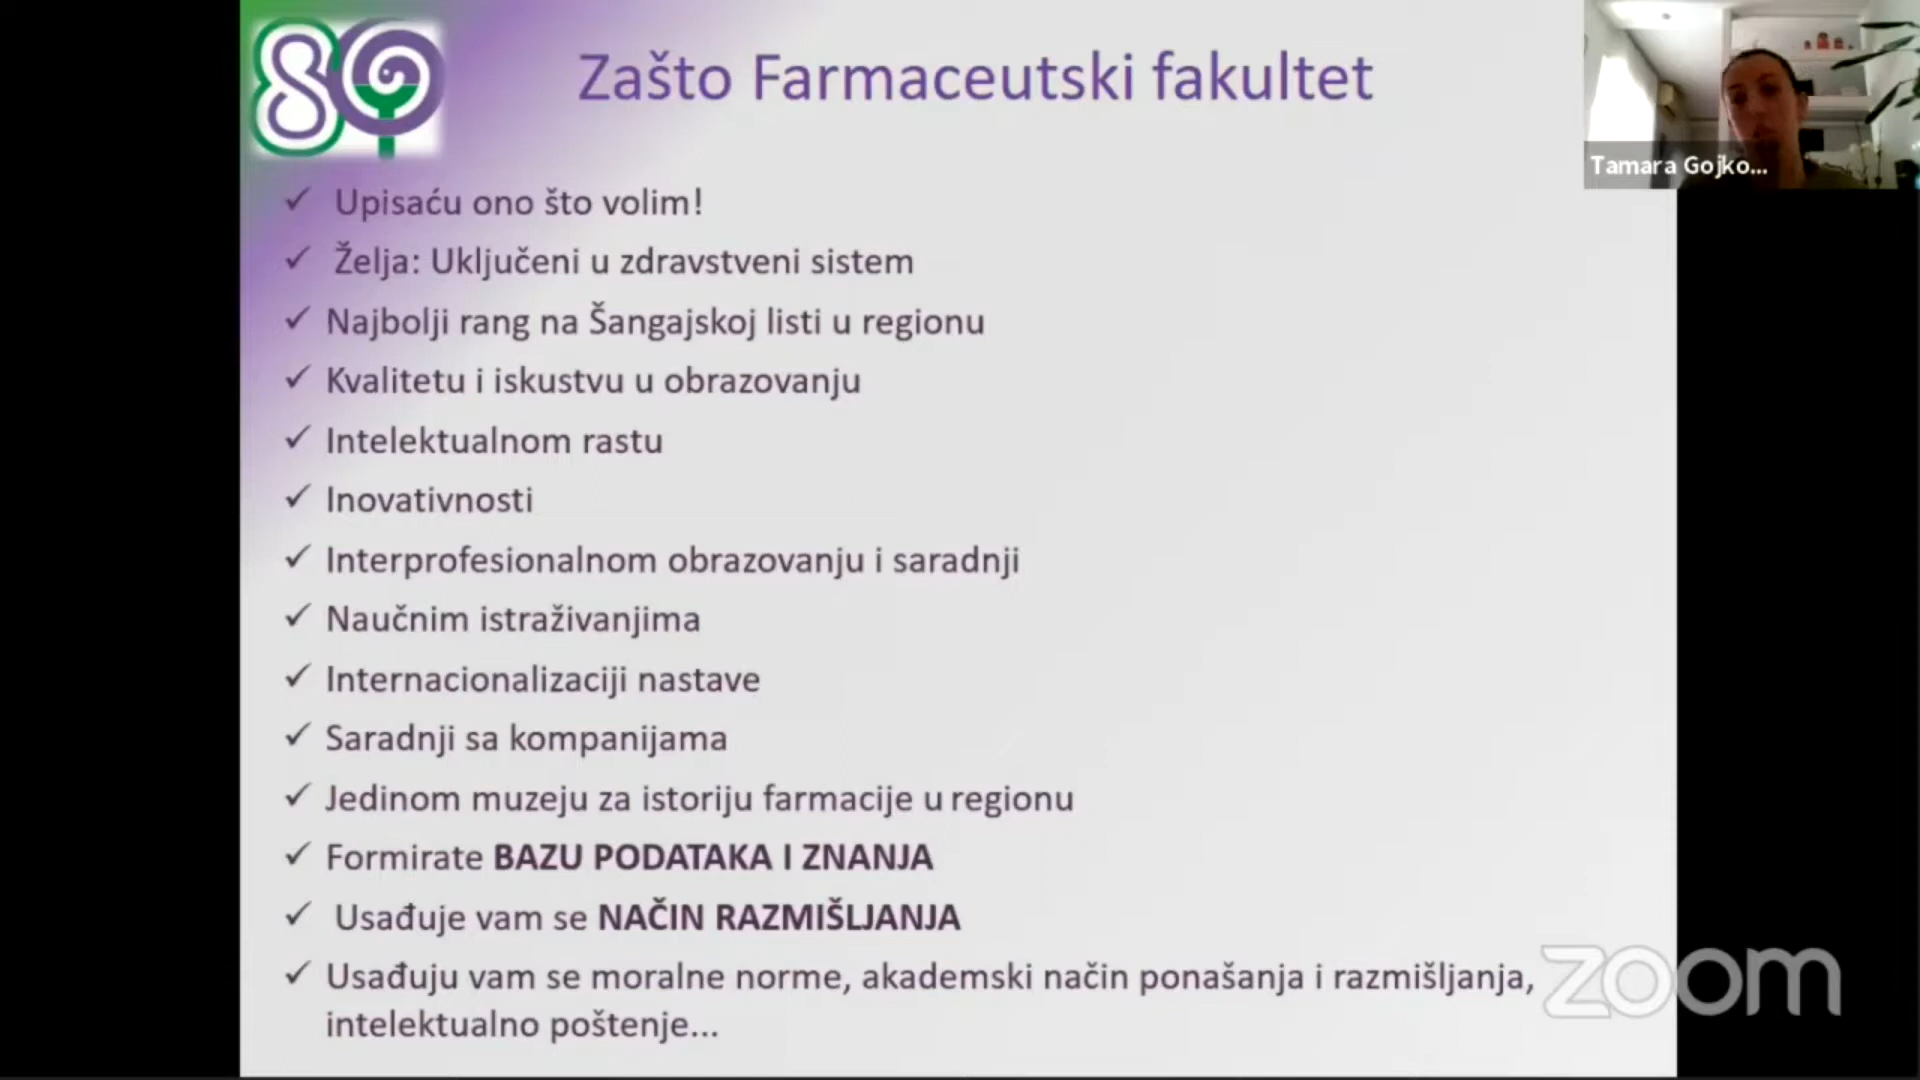 80
Zašto Farmaceutski fakultet
Tamara Gojko...
✓ Upisaću ono što volim!
✓ Želja: Uključeni u zdravstveni sistem
✓ Najbolji rang na Šangajskoj listi u regionu
✓ Kvalitetu i iskustvu u obrazovanju
✓ Intelektualnom rastu
✓ Inovativnosti
✓ Interprofesionalnom obrazovanju i saradnji
✓ Naučnim istraživanjima
✓ Internacionalizaciji nastave
✓ Saradnji sa kompanijama
✓ Jedinom muzeju za istoriju farmacije u regionu
✓ Formirate BAZU PODATAKA I ZNANJA
✓ Usađuje vam se NAČIN RAZMIŠLJANJA
✓ Usađuju vam se moralne norme, akademski način ponašanja i razmišljanja,
intelektualno poštenje...
zoom